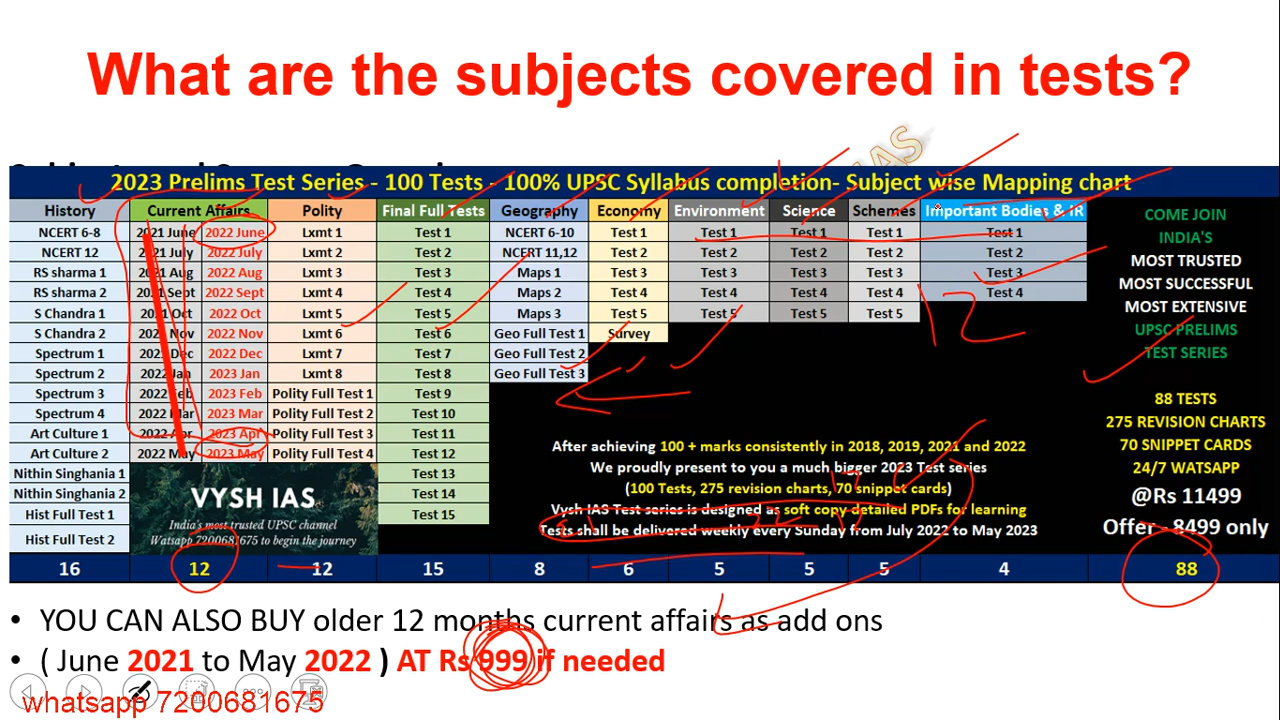 What are the subjects covered in tests?
IAS
2023 Prelims Test Series - 100 Tests - 100% UPSC Syllabus completion- Subject wise Mapping chart
History Current Affairs Polity Final Full Tests Geography Economy Environment Science Schemes Important Bodies & IR
NCERT 6-8 2021 June 2022 June Lxmt 1 Test 1 NCERT 6-10 Test 1 Test 1 Test 1 Test 1 Test 1
NCERT 12 2021 July 2022 July Lxmt 2 Test 2 NCERT 11,12 Test 2 Test 2 Test 2 Test 2 Test 2
RS sharma 1 2021 Aug 2022 Aug Lxmt 3 Test 3 Maps 1 Test 3 Test 3 Test 3 Test 3 Test 3
RS sharma 2 2021 Sept 2022 Sept Lxmt 4 Test 4 Maps 2 Test 4 Test 4 Test 4 Test 4 Test 4
S Chandra 1 2021 Oct 2022 Oct Lxmt 5 Test 5 Maps 3 Test 5 Test 5 Test 5 Test 5
S Chandra 2 2021 Nov 2022 Nov Lxmt 6 Test 6 Geo Full Test 1 Survey
Spectrum 1 2021 Dec 2022 Dec Lxmt 7 Test 7 Geo Full Test 2
Spectrum 2 2022 Jan 2023 Jan Lxmt 8 Test 8 Geo Full Test 3
Spectrum 3 2022 Feb 2023 Feb Polity Full Test 1 Test 9
Spectrum 4 2022 Mar 2023 Mar Polity Full Test 2 Test 10
Art Culture 1 2022 Apr 2023 Apr Polity Full Test 3 Test 11
Art Culture 2 2022 May 2023 May Polity Full Test 4 Test 12
Nithin Singhania 1 Test 13
Nithin Singhania 2 Test 14
Hist Full Test 1 Test 15
Hist Full Test 2
VYSH IAS
India's most trusted UPSC channel
Watsapp 7200681675 to begin the journey
After achieving 100 + marks consistently in 2018, 2019, 2021 and 2022
We proudly present to you a much bigger 2023 Test series
(100 Tests, 275 revision charts, 70 snippet cards)
Vysh IAS Test series is designed as soft copy detailed PDFs for learning
Tests shall be delivered weekly every Sunday from July 2022 to May 2023
12
COME JOIN
INDIA'S
MOST TRUSTED
MOST SUCCESSFUL
MOST EXTENSIVE
UPSC PRELIMS
TEST SERIES
88 TESTS
275 REVISION CHARTS
70 SNIPPET CARDS
24/7 WATSAPP
@Rs 11499
Offer - 8499 only
16 12 12 15 8 6 5 5 5 4 88
• YOU CAN ALSO BUY older 12 months current affairs as add ons
• ( June 2021 to May 2022 ) AT Rs 999 if needed
whatsapp 7200681675